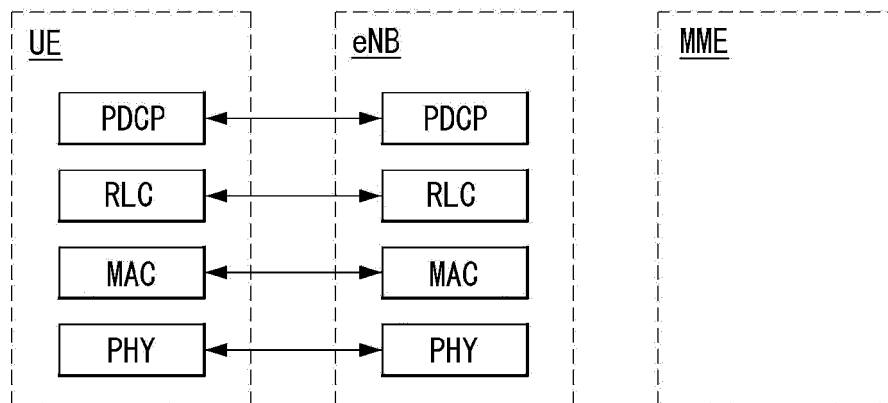 UE eNB MME
PDCP PDCP
RLC RLC
MAC MAC
PHY PHY